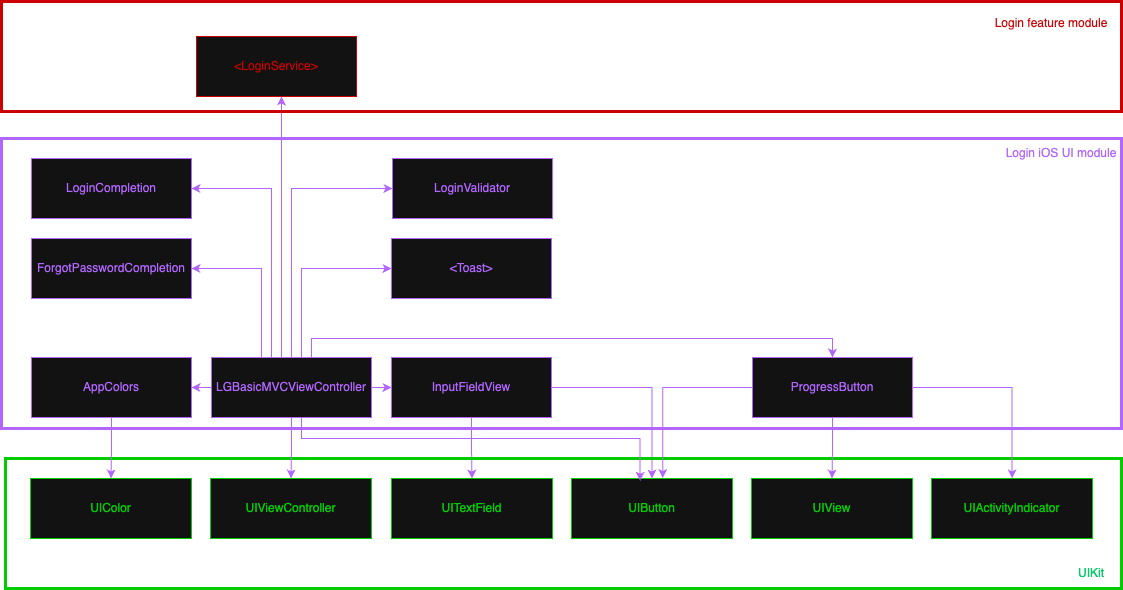 Login feature module
<LoginService>
Login iOS UI module
LoginCompletion
LoginValidator
ForgotPasswordCompletion
<Toast>
AppColors
LGBasicMVCViewController
InputFieldView
ProgressButton
UIColor
UIViewController
UITextField
UIButton
UIView
UIActivityIndicator
UIKit